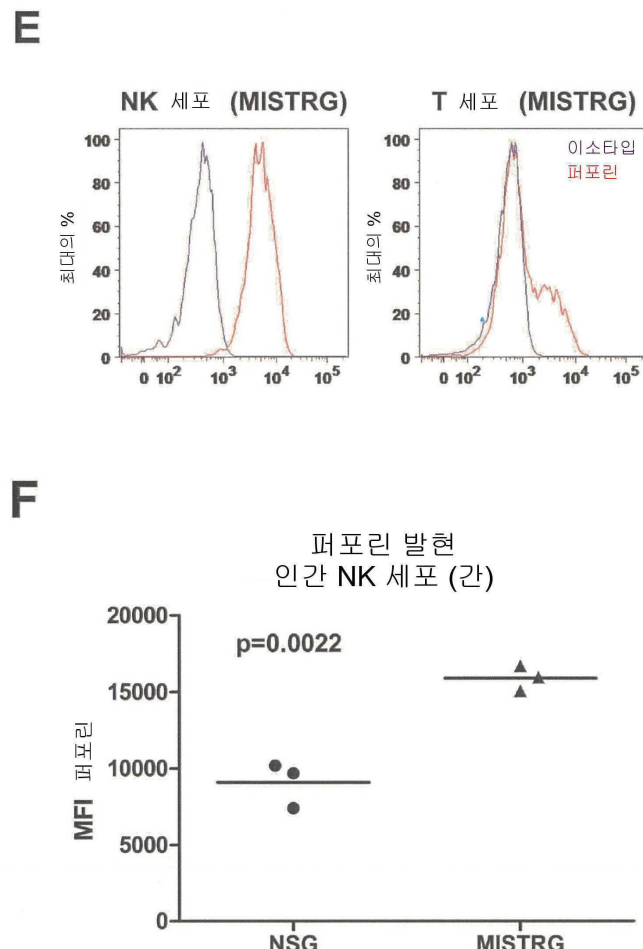 E
NK 세포 (MISTRG)
T 세포 (MISTRG)
최대의 %
100
80
60
40
20
0
0 10² 10³ 10⁴ 10⁵
최대의 %
100
80
60
40
20
0
0 10² 10³ 10⁴ 10⁵
이소타입
퍼포린
F
퍼포린 발현
인간 NK 세포 (간)
MFI 퍼포린
20000
15000
10000
5000
0
p=0.0022
NSG
MISTRG